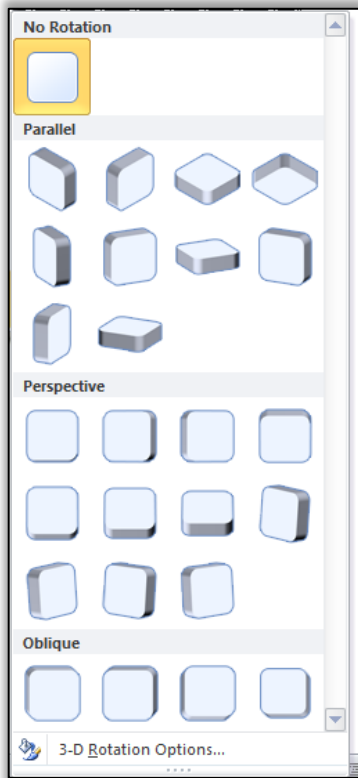 No Rotation
Parallel
Perspective
Oblique
3-D Rotation Options...